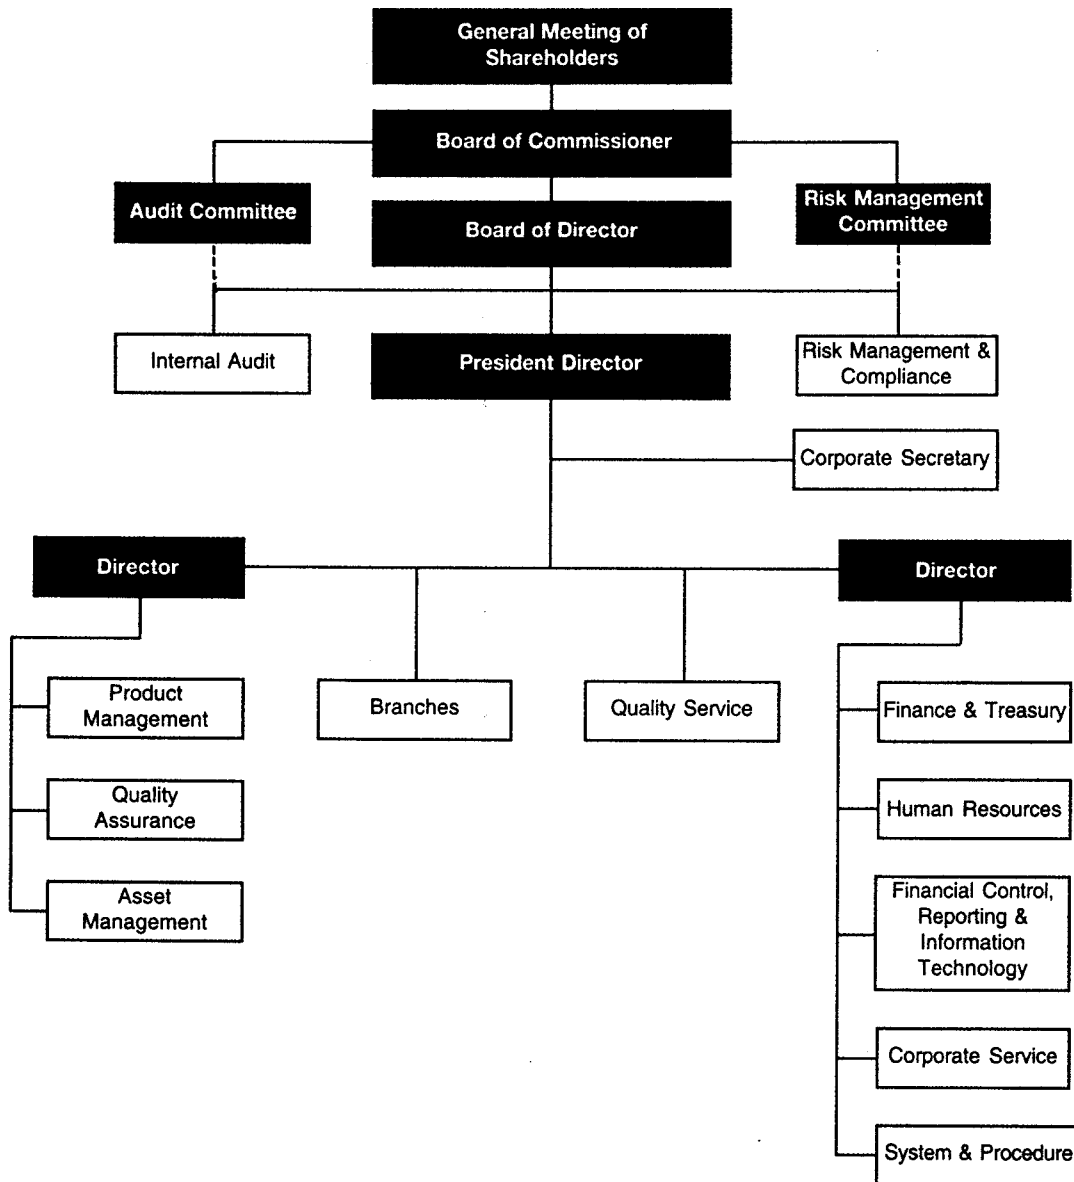 General Meeting of
Shareholders
Board of Commissioner
Audit Committee
Board of Director
Risk Management
Committee
Internal Audit
President Director
Risk Management &
Compliance
Corporate Secretary
Director
Director
Product
Management
Branches
Quality Service
Finance & Treasury
Quality
Assurance
Human Resources
Asset
Management
Financial Control,
Reporting &
Information
Technology
Corporate Service
System & Procedure